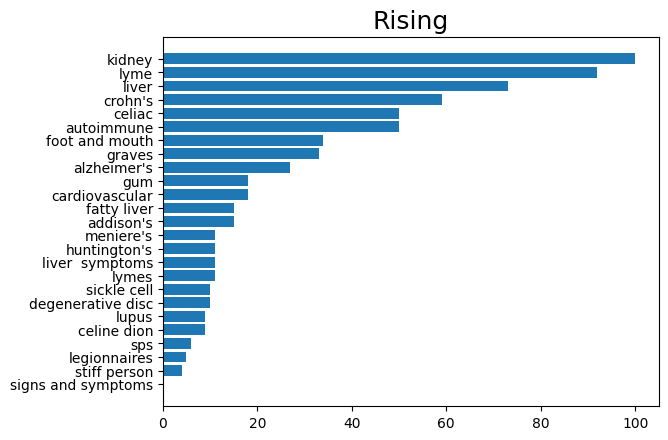 Rising
kidney
lyme
liver
crohn's
celiac
autoimmune
foot and mouth
graves
alzheimer's
gum
cardiovascular
fatty liver
addison's
meniere's
huntington's
liver  symptoms
lymes
sickle cell
degenerative disc
lupus
celine dion
sps
legionnaires
stiff person
signs and symptoms
0 20 40 60 80 100